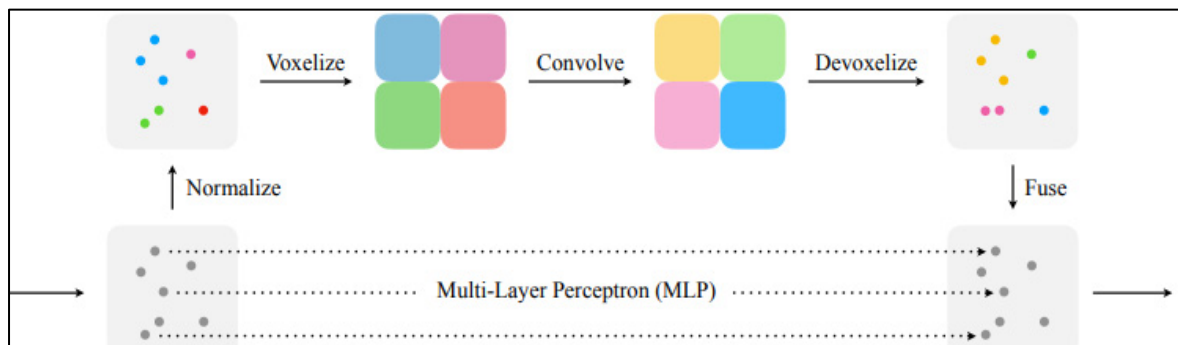 Voxelize
Convolve
Devoxelize
Normalize
Fuse
Multi-Layer Perceptron (MLP)